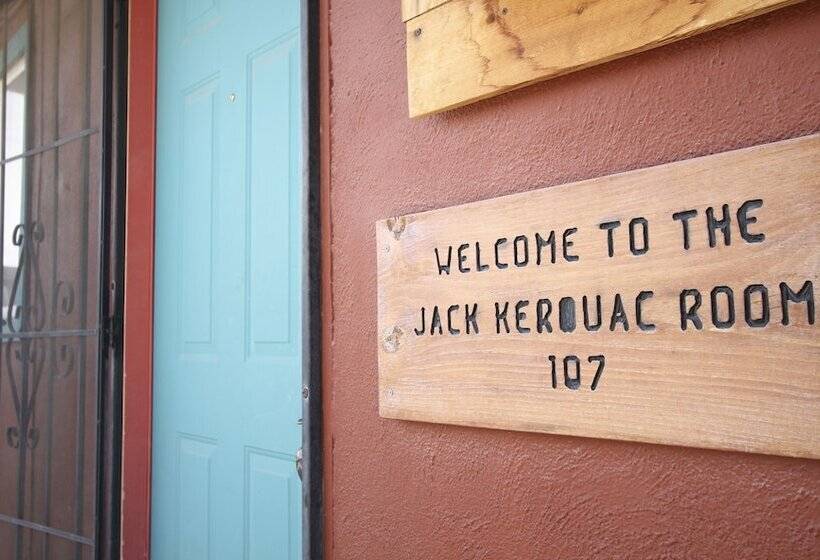 WELCOME TO THE
JACK KEROUAC ROOM
107